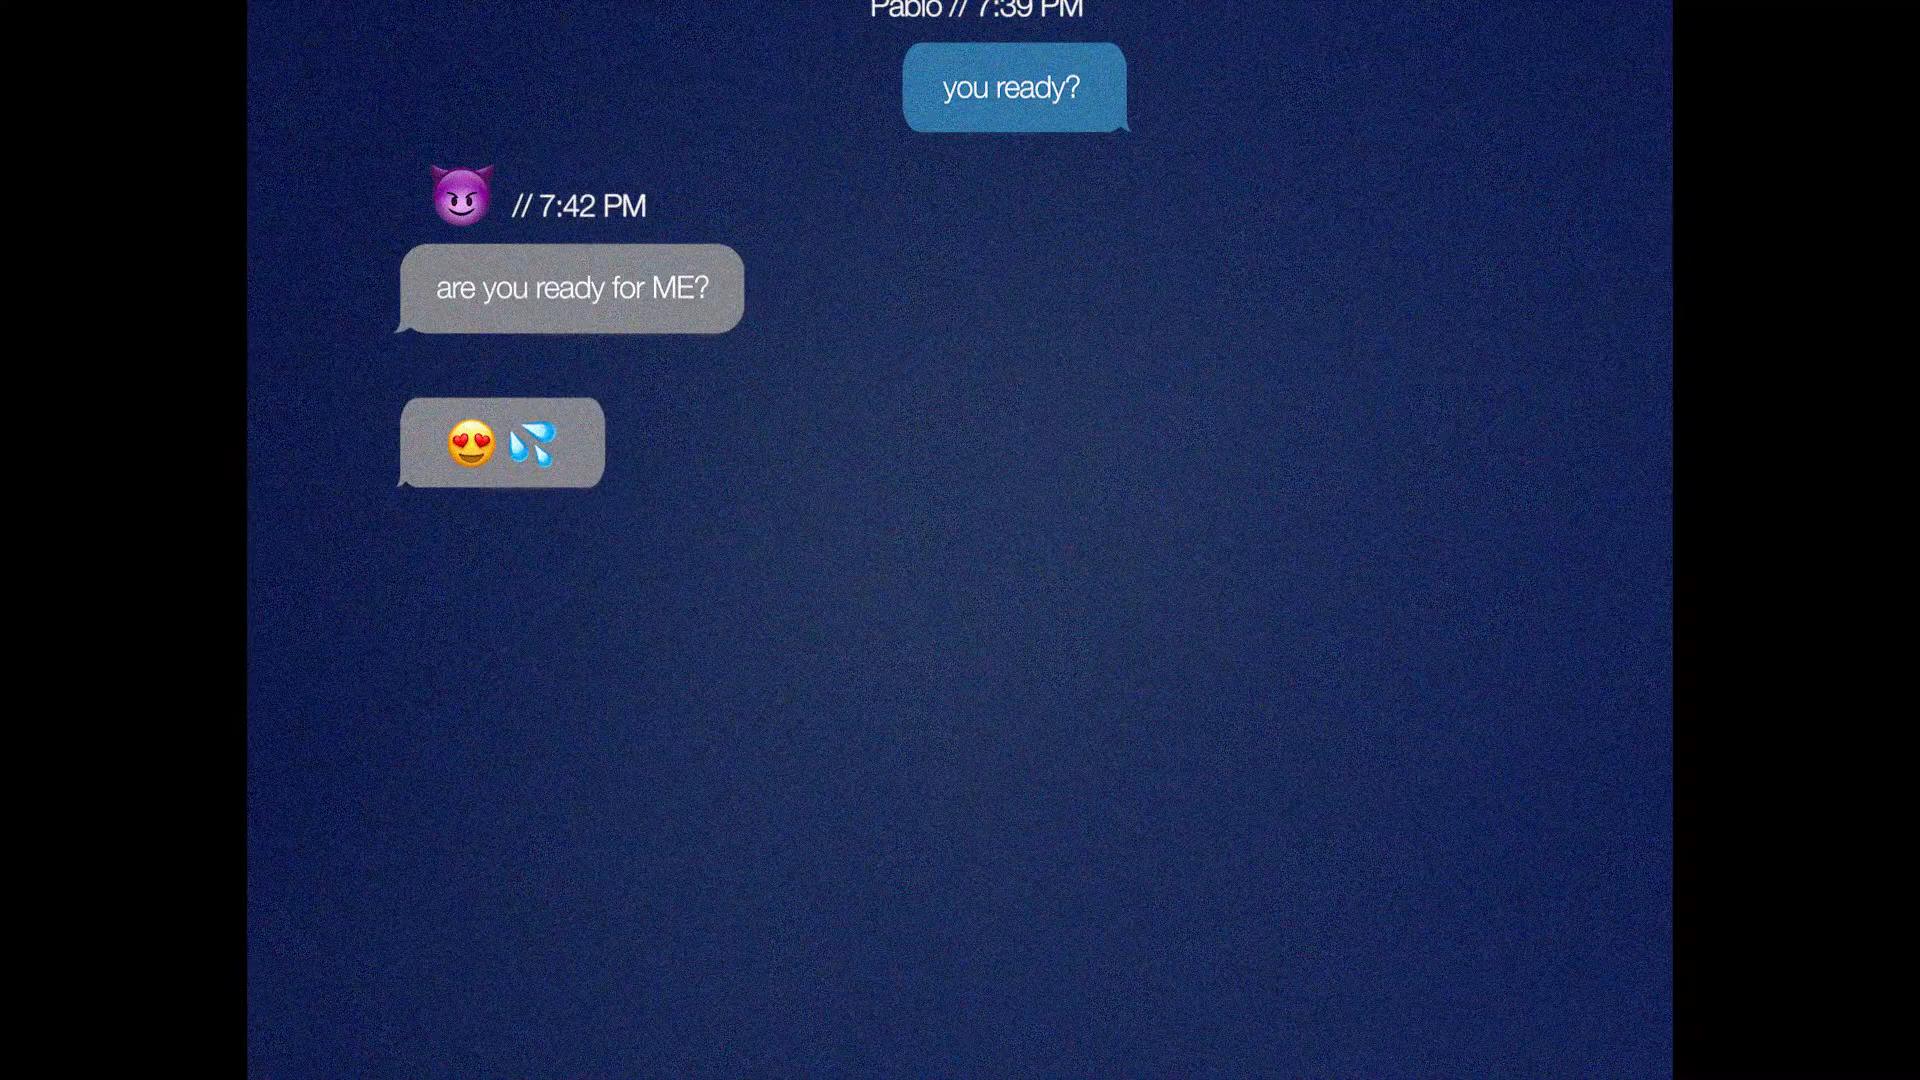 Pablo // 7:39 PM
you ready?
😈 // 7:42 PM
are you ready for ME?
😍 💦